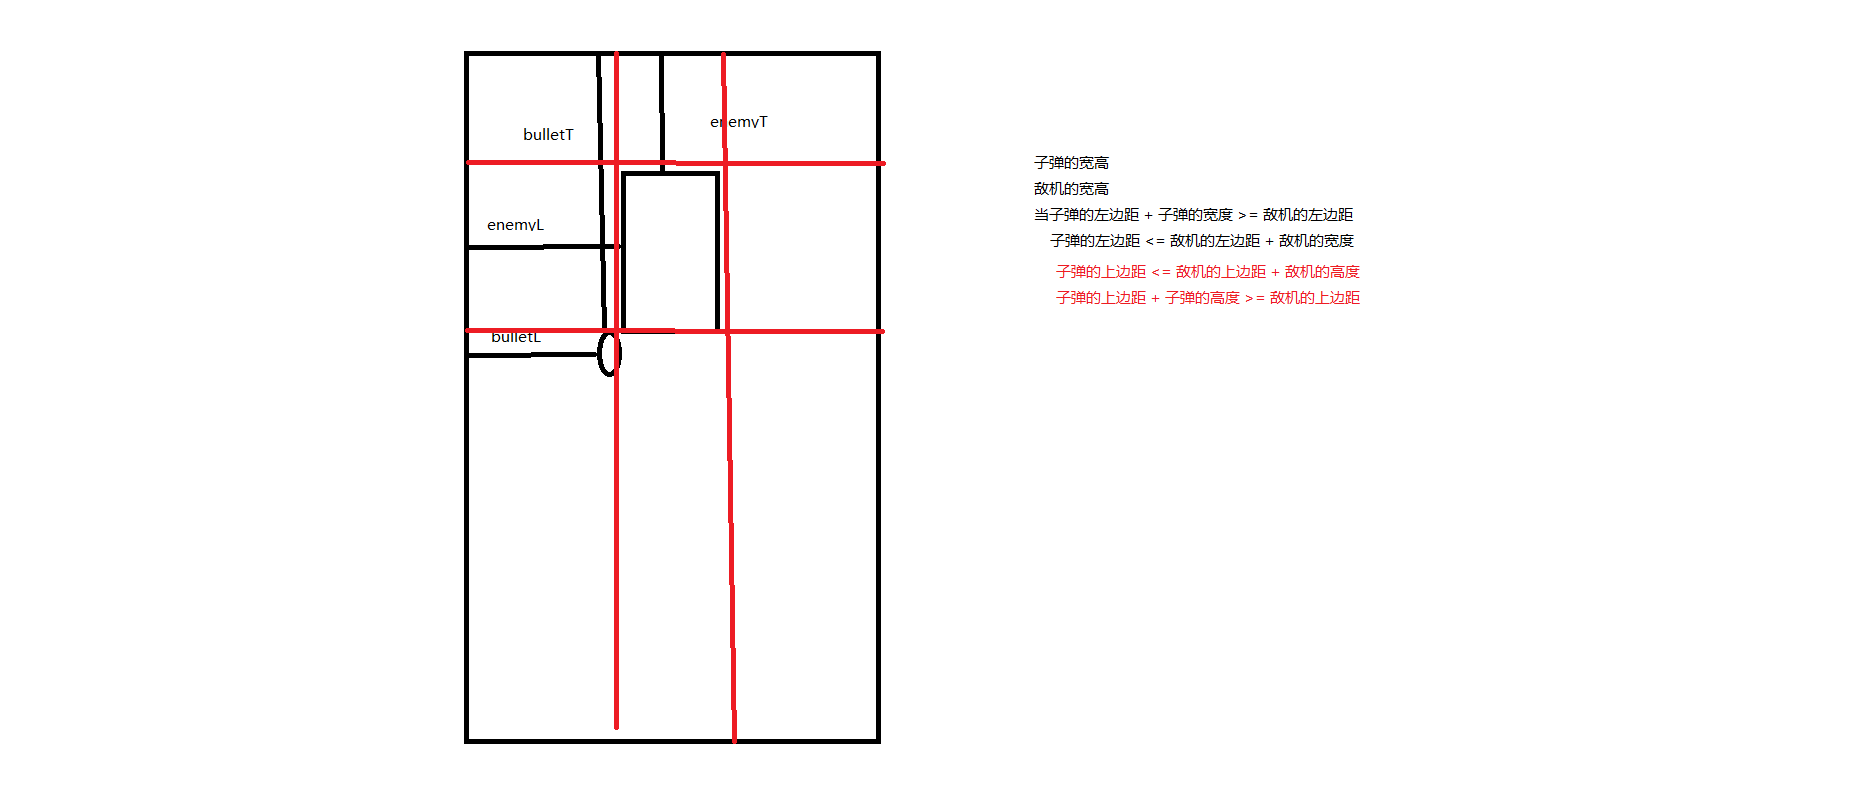 bulletT
enemyT
enemyL
bulletL
子弹的宽高
敌机的宽高
当子弹的左边距 + 子弹的宽度 >= 敌机的左边距
子弹的左边距 <= 敌机的左边距 + 敌机的宽度
子弹的上边距 <= 敌机的上边距 + 敌机的高度
子弹的上边距 + 子弹的高度 >= 敌机的上边距